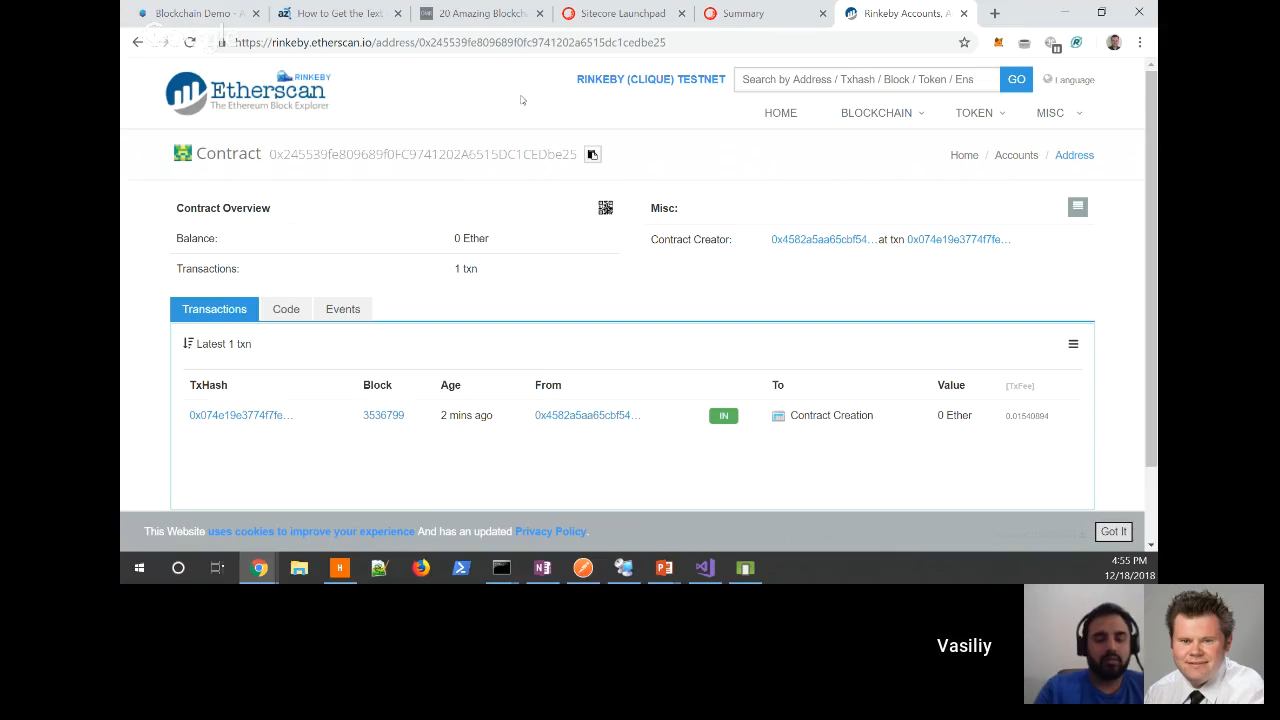 Blockchain Demo - A
How to Get the Text
20 Amazing Blockch
Sitecore Launchpad
Summary
Rinkeby Accounts, A
https://rinkeby.etherscan.io/address/0x245539fe809689f0fc9741202a6515dc1cedbe25
RINKEBY
Etherscan
The Ethereum Block Explorer
RINKEBY (CLIQUE) TESTNET
Search by Address / Txhash / Block / Token / Ens
GO
Language
HOME BLOCKCHAIN TOKEN MISC
Contract 0x245539fe809689f0FC9741202A6515DC1CEDbe25
Home / Accounts / Address
Contract Overview
Misc:
Balance: 0 Ether
Contract Creator: 0x4582a5aa65cbf54... at txn 0x074e19e3774f7fe...
Transactions: 1 txn
Transactions Code Events
Latest 1 txn
TxHash Block Age From To Value [TxFee]
0x074e19e3774f7fe... 3536799 2 mins ago 0x4582a5aa65cbf54... IN Contract Creation 0 Ether 0.01540894
This Website uses cookies to improve your experience And has an updated Privacy Policy.
Got It
4:55 PM
12/18/2018
Vasiliy